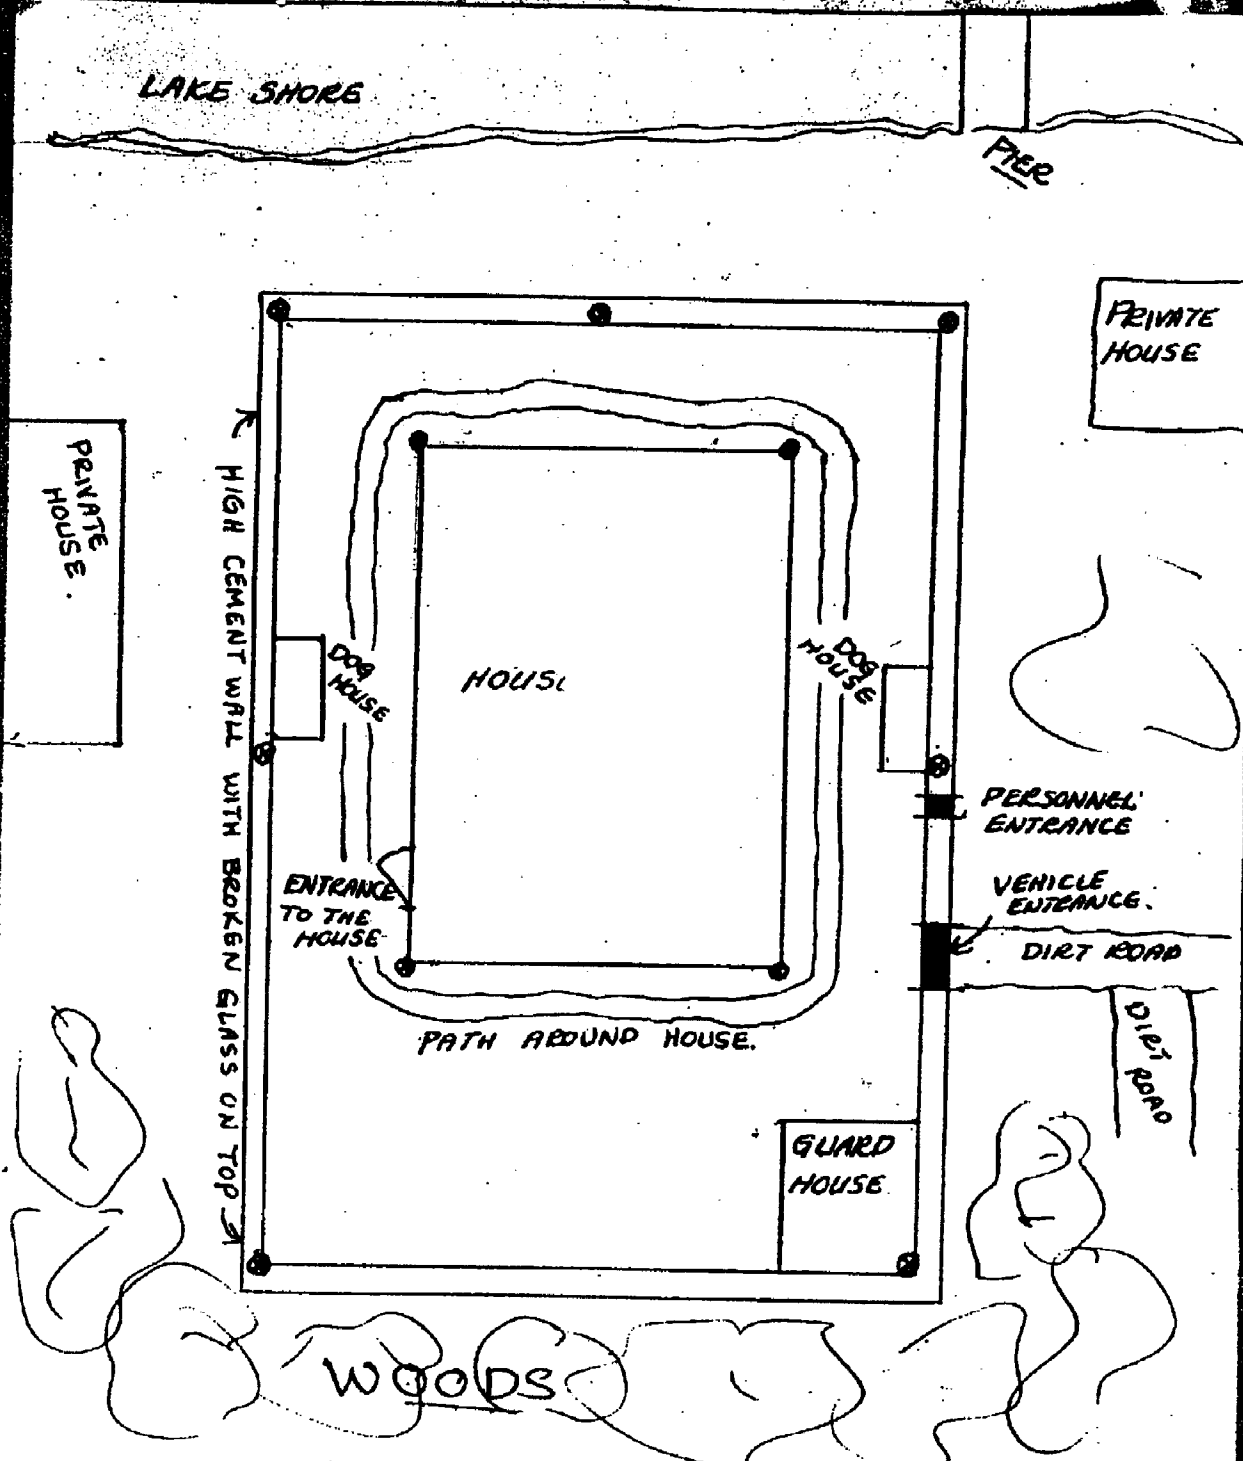 LAKE SHORE
PIER
PRIVATE
HOUSE
PRIVATE
HOUSE.
HIGH CEMENT WALL WITH BROKEN GLASS ON TOP
DOG
HOUSE
DOG
HOUSE
HOUSE
PERSONNEL
ENTRANCE
VEHICLE
ENTRANCE.
DIRT ROAD
ENTRANCE
TO THE
HOUSE
DIRT
ROAD
PATH AROUND HOUSE.
GUARD
HOUSE
WOODS